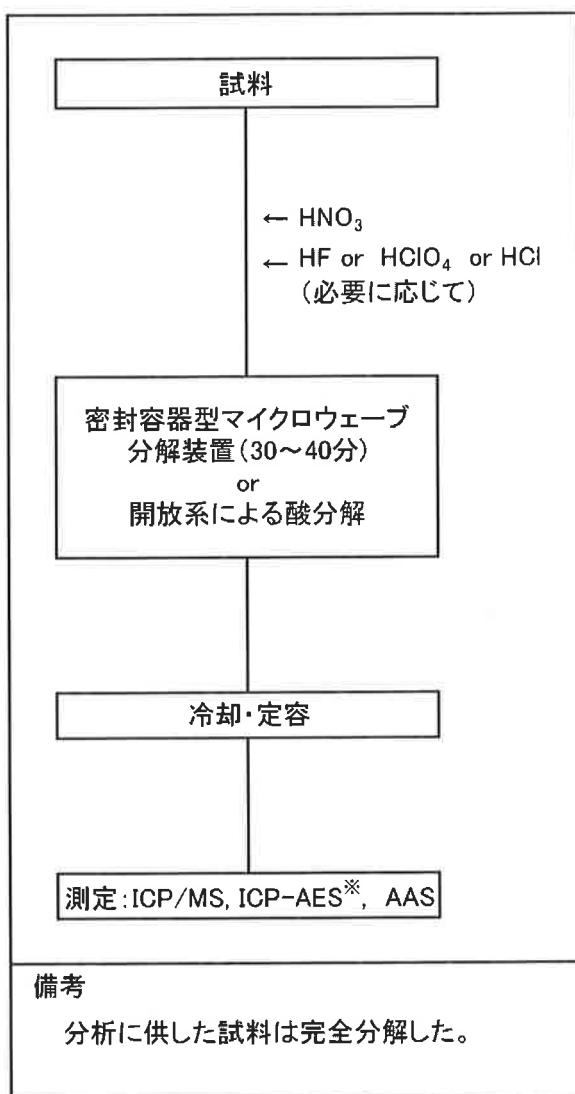 試料
← HNO₃
← HF or HClO₄ or HCl
(必要に応じて)
密封容器型マイクロウェーブ
分解装置(30～40分)
or
開放系による酸分解
冷却・定容
測定:ICP/MS, ICP-AES※, AAS
備考
分析に供した試料は完全分解した。